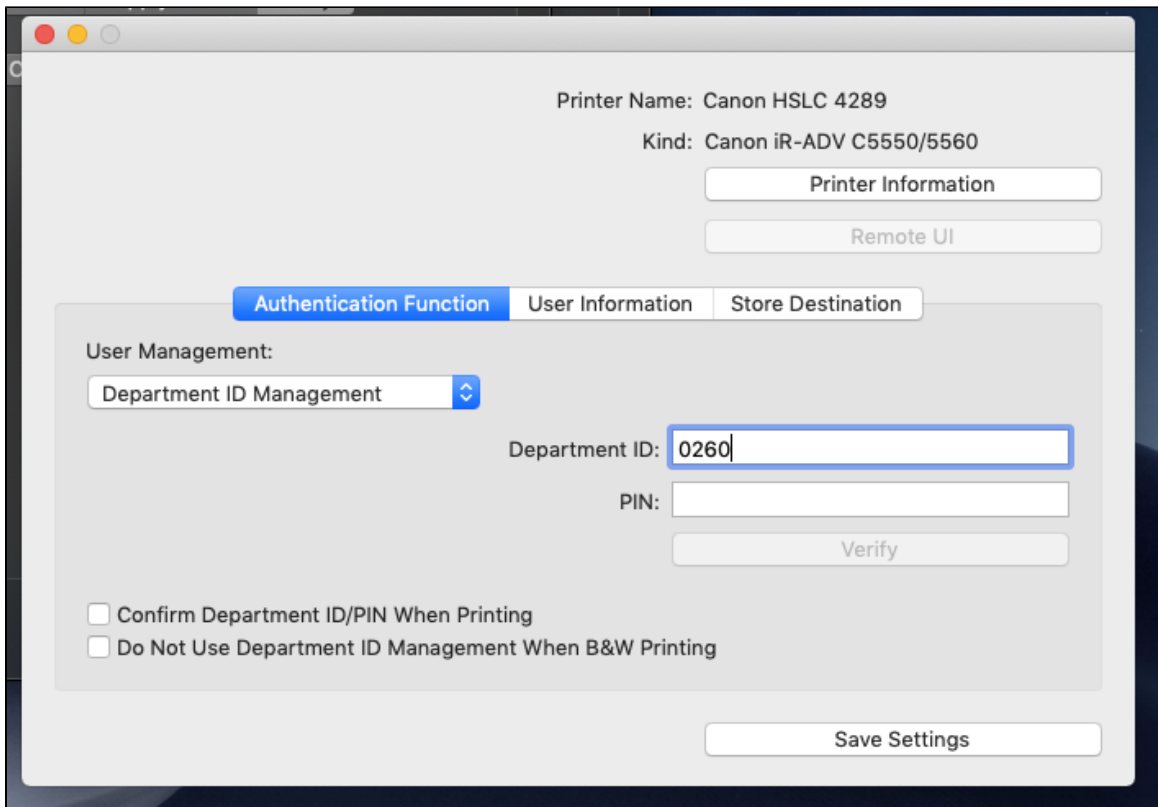 Printer Name: Canon HSLC 4289
Kind: Canon iR-ADV C5550/5560
Printer Information
Remote UI
Authentication Function User Information Store Destination
User Management:
Department ID Management
Department ID: 0260
PIN:
Verify
Confirm Department ID/PIN When Printing
Do Not Use Department ID Management When B&W Printing
Save Settings